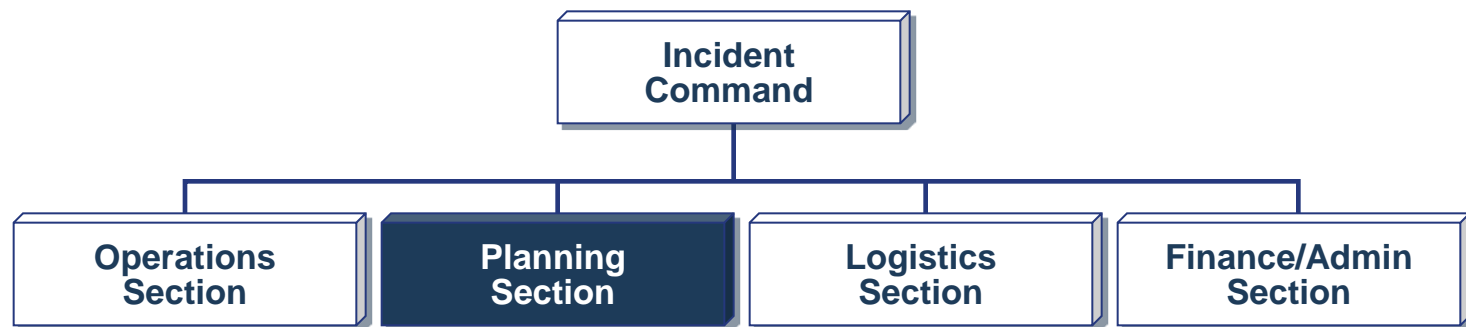 Incident
Command
Operations
Section
Planning
Section
Logistics
Section
Finance/Admin
Section